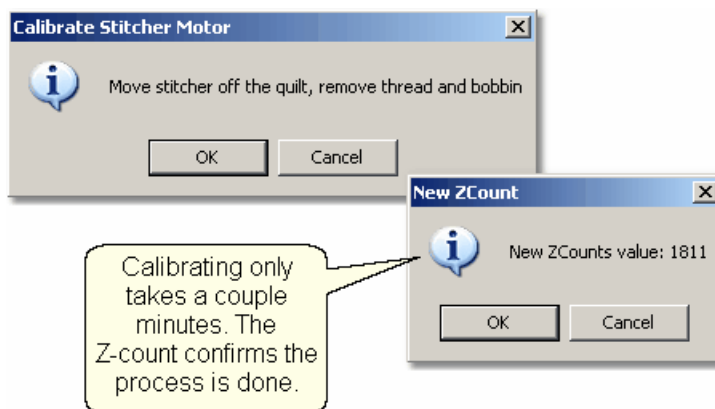 Calibrate Stitcher Motor
Move stitcher off the quilt, remove thread and bobbin
OK
Cancel
New ZCount
New ZCounts value: 1811
OK
Cancel
Calibrating only
takes a couple
minutes. The
Z-count confirms the
process is done.